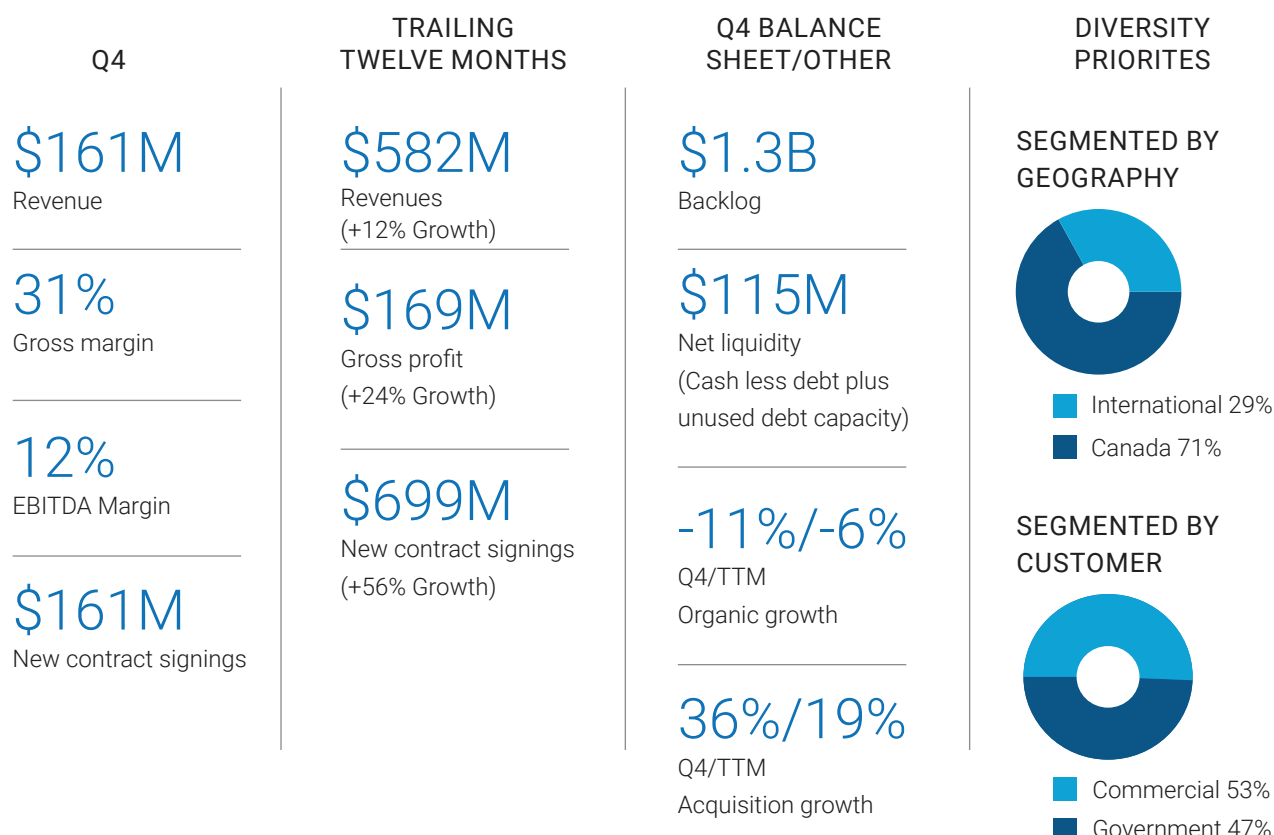 Q4
$161M
Revenue
31%
Gross margin
12%
EBITDA Margin
$161M
New contract signings
TRAILING
TWELVE MONTHS
$582M
Revenues
(+12% Growth)
$169M
Gross profit
(+24% Growth)
$699M
New contract signings
(+56% Growth)
Q4 BALANCE
SHEET/OTHER
$1.3B
Backlog
$115M
Net liquidity
(Cash less debt plus
unused debt capacity)
-11%/-6%
Q4/TTM
Organic growth
36%/19%
Q4/TTM
Acquisition growth
DIVERSITY
PRIORITES
SEGMENTED BY
GEOGRAPHY
International 29%
Canada 71%
SEGMENTED BY
CUSTOMER
Commercial 53%
Government 47%